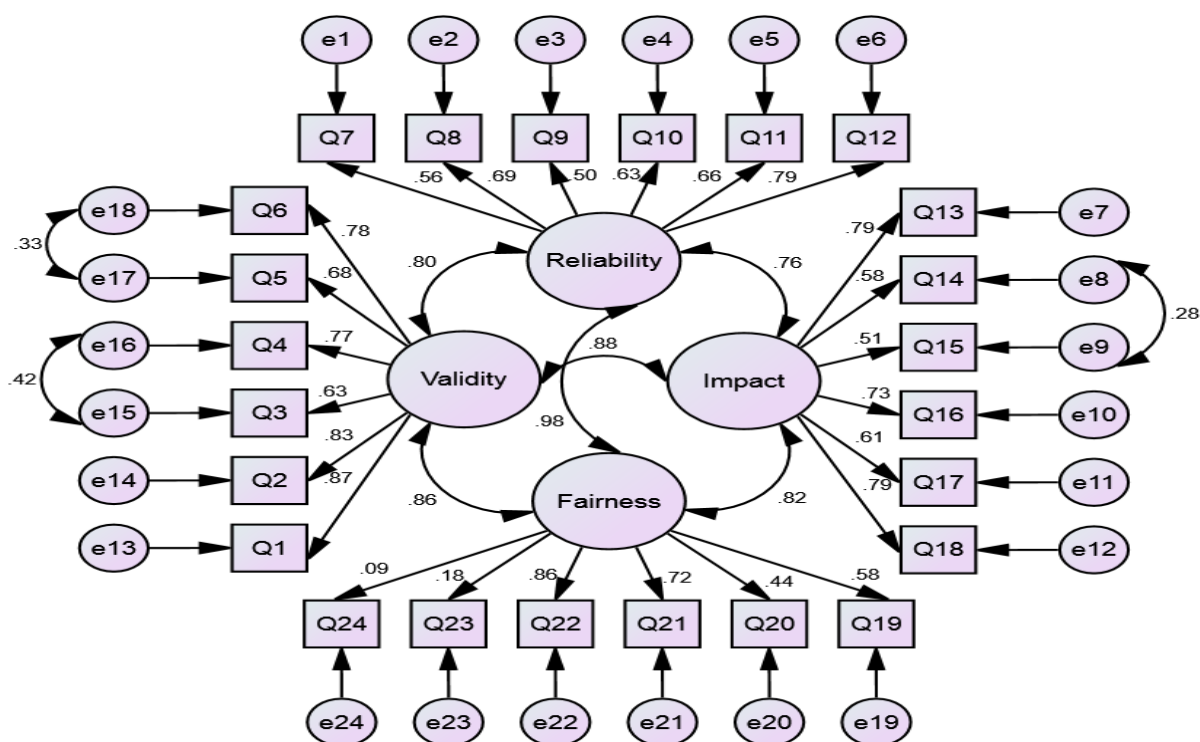 e1 e2 e3 e4 e5 e6
Q7 Q8 Q9 Q10 Q11 Q12
.56 .69 .50 .63 .66 .79
e18 Q6 .78 Q13 e7
.79
.33 .80 Reliability .76
e17 Q5 .68 .58 Q14 e8
.28
e16 Q4 .77 .88 .51 Q15 e9
.42 Validity Impact
e15 Q3 .63 .73 Q16 e10
.83 .98 .61
e14 Q2 .87 .86 Fairness .82 .79 Q17 e11
e13 Q1 Q18 e12
.09 .18 .86 .72 .44 .58
Q24 Q23 Q22 Q21 Q20 Q19
e24 e23 e22 e21 e20 e19